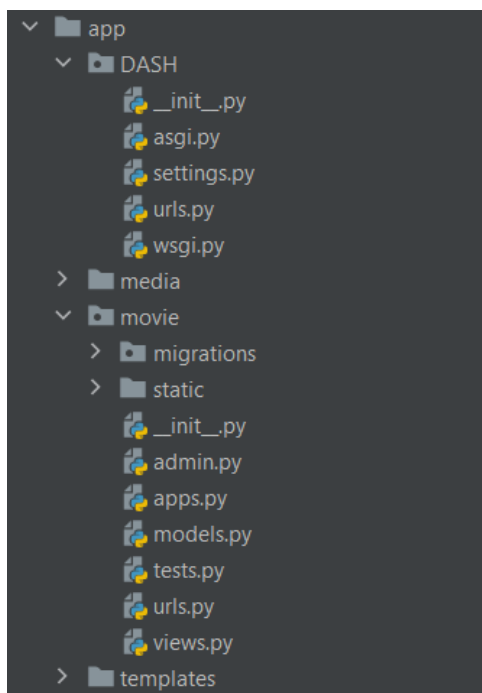 app
DASH
__init__.py
asgi.py
settings.py
urls.py
wsgi.py
media
movie
migrations
static
__init__.py
admin.py
apps.py
models.py
tests.py
urls.py
views.py
templates